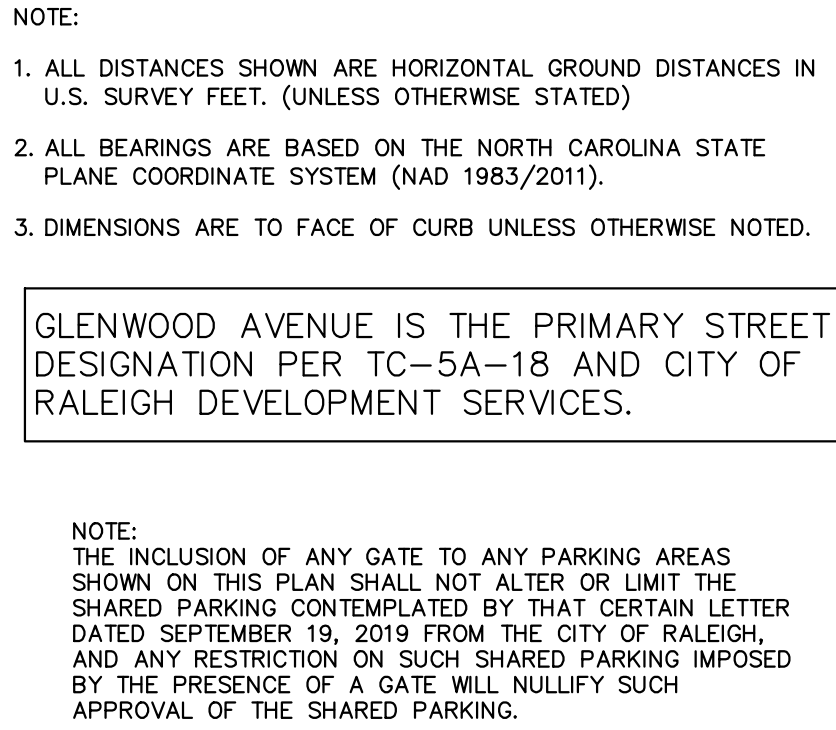 NOTE:
1. ALL DISTANCES SHOWN ARE HORIZONTAL GROUND DISTANCES IN
U.S. SURVEY FEET. (UNLESS OTHERWISE STATED)
2. ALL BEARINGS ARE BASED ON THE NORTH CAROLINA STATE
PLANE COORDINATE SYSTEM (NAD 1983/2011).
3. DIMENSIONS ARE TO FACE OF CURB UNLESS OTHERWISE NOTED.
GLENWOOD AVENUE IS THE PRIMARY STREET
DESIGNATION PER TC-5A-18 AND CITY OF
RALEIGH DEVELOPMENT SERVICES.
NOTE:
THE INCLUSION OF ANY GATE TO ANY PARKING AREAS
SHOWN ON THIS PLAN SHALL NOT ALTER OR LIMIT THE
SHARED PARKING CONTEMPLATED BY THAT CERTAIN LETTER
DATED SEPTEMBER 19, 2019 FROM THE CITY OF RALEIGH,
AND ANY RESTRICTION ON SUCH SHARED PARKING IMPOSED
BY THE PRESENCE OF A GATE WILL NULLIFY SUCH
APPROVAL OF THE SHARED PARKING.